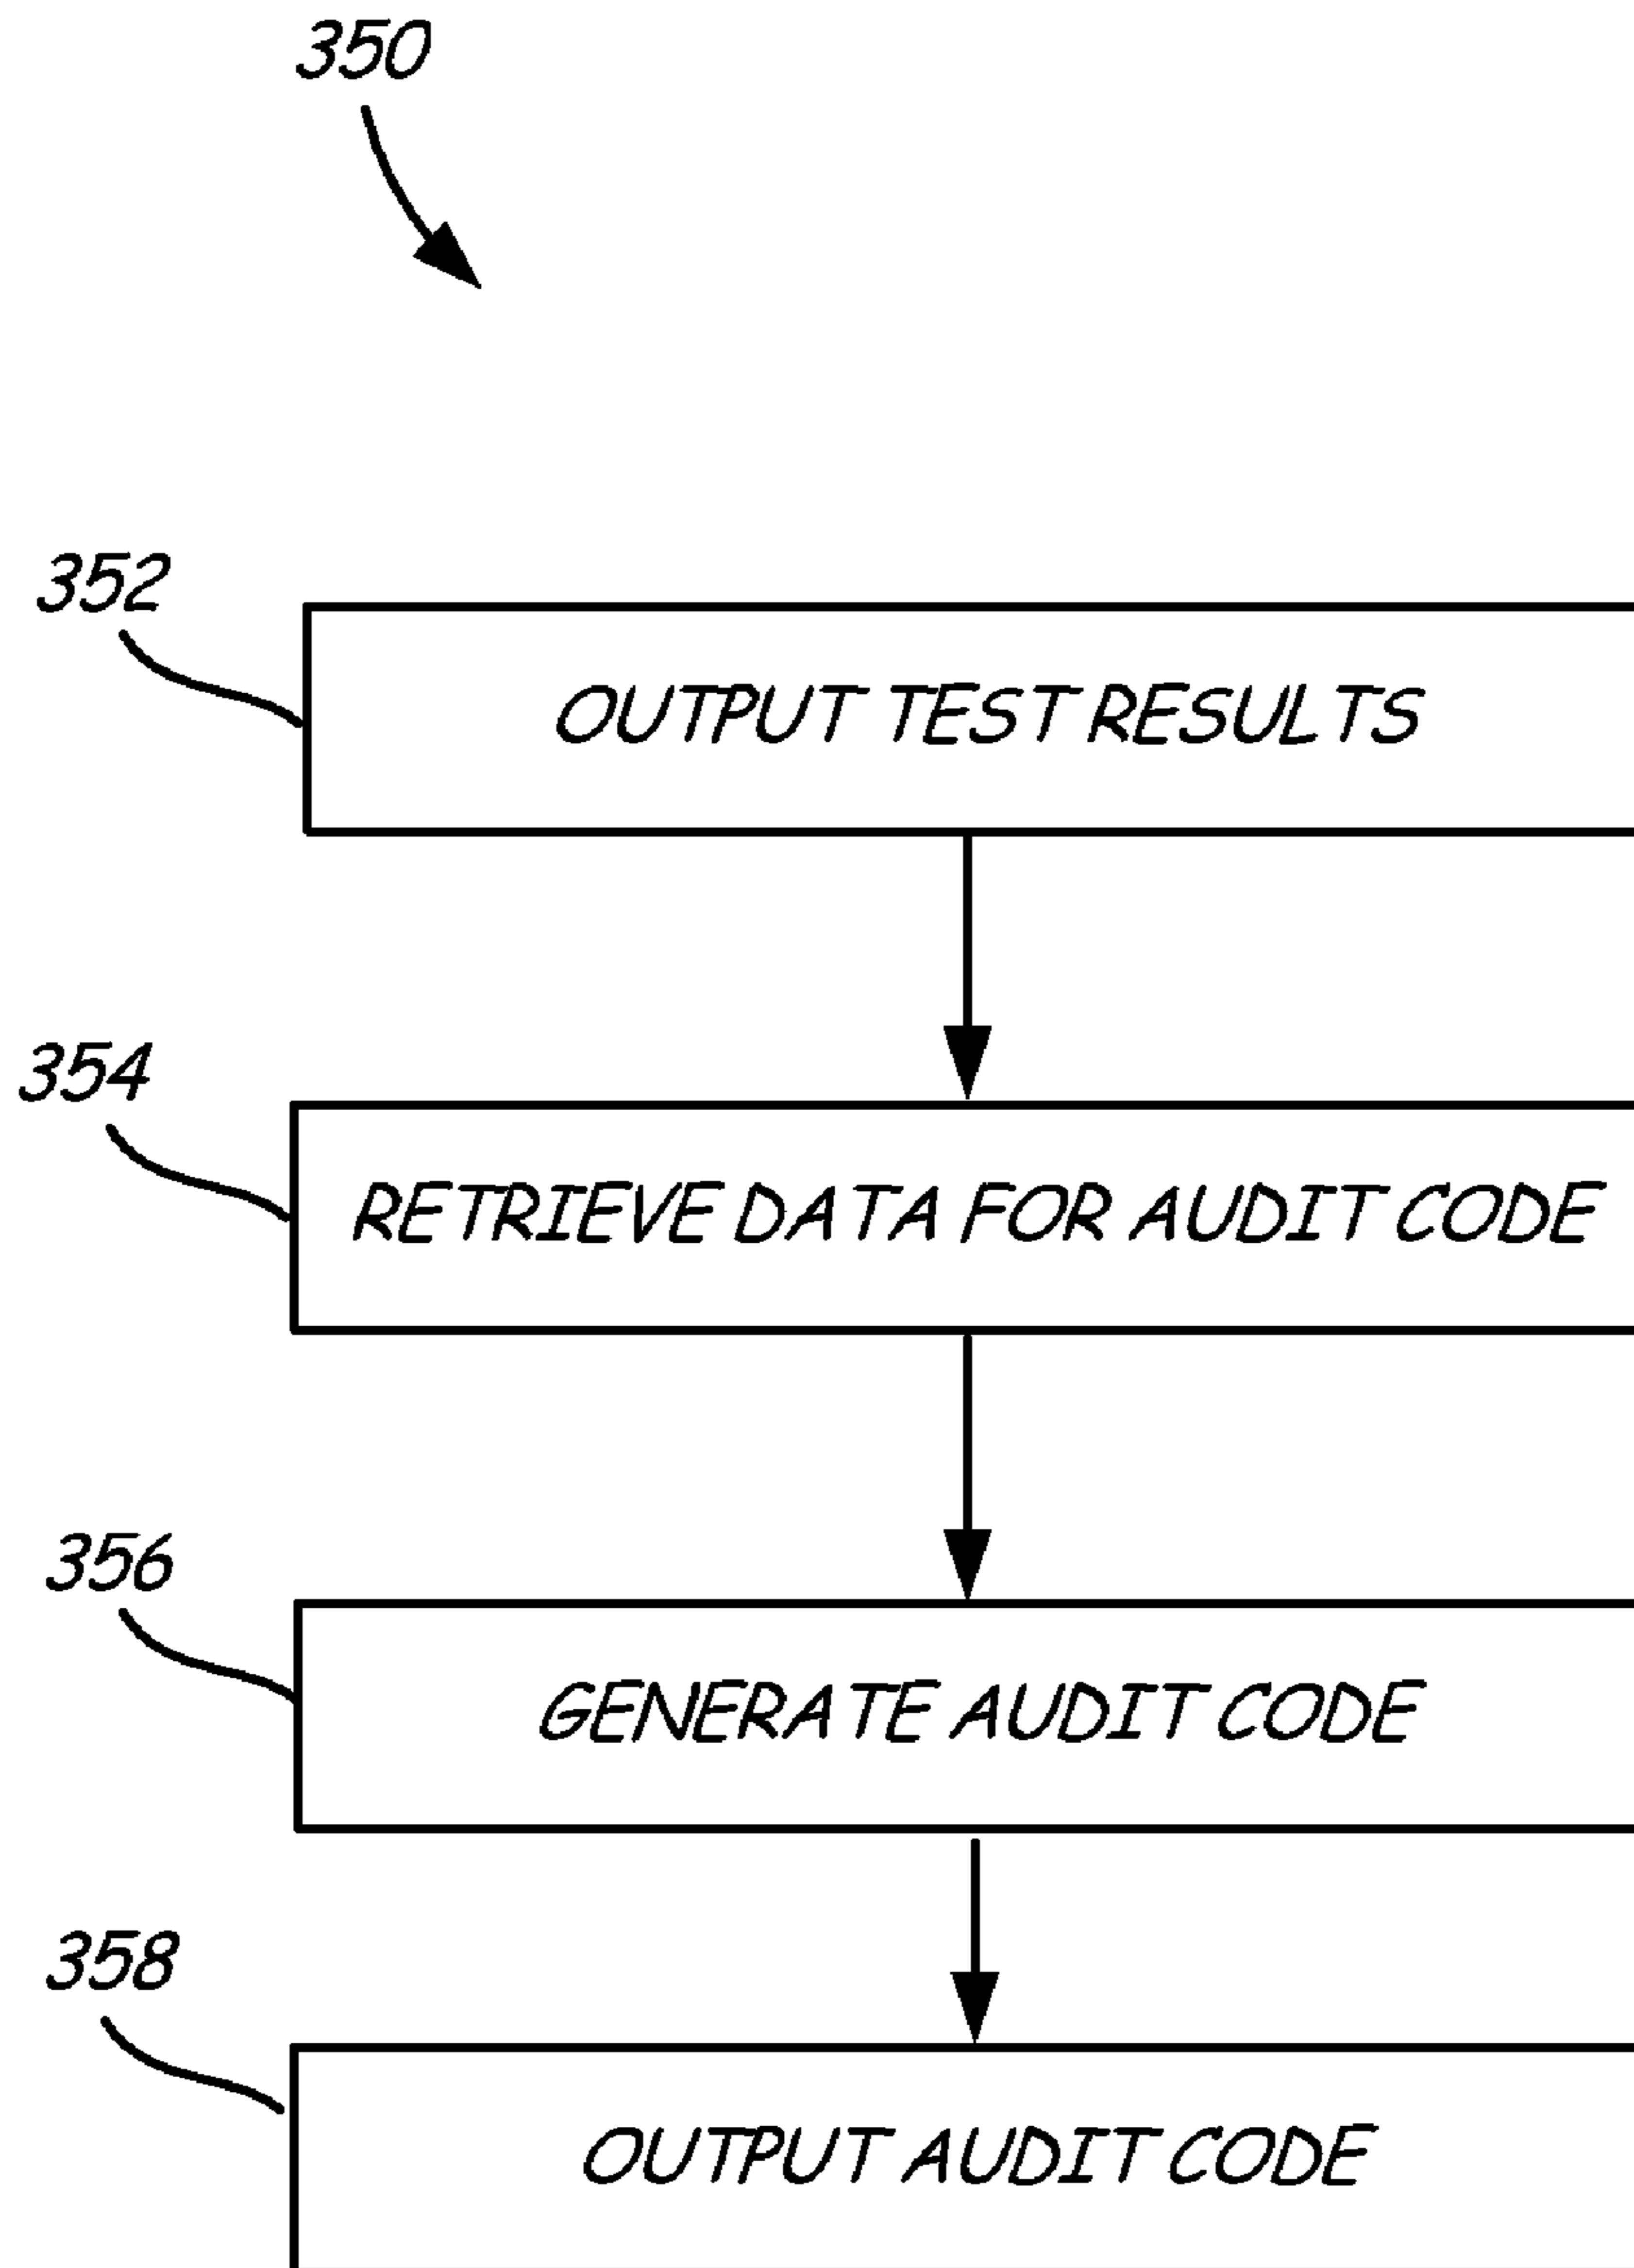 350
352
OUTPUT TEST RESULTS
354
RETRIEVE DATA FOR AUDIT CODE
356
GENERATE AUDIT CODE
358
OUTPUT AUDIT CODE